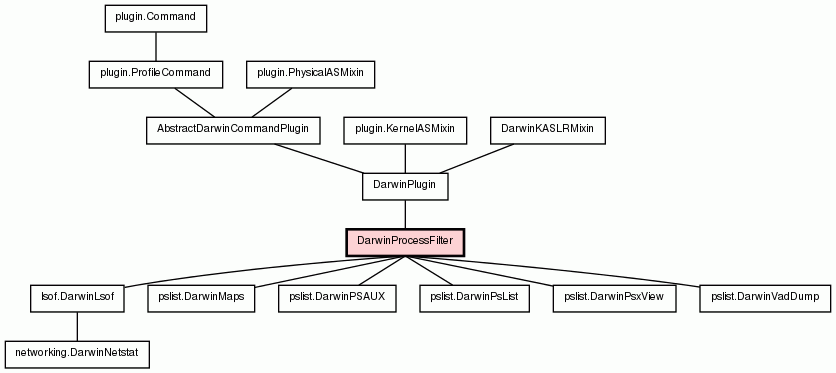 plugin.Command
plugin.ProfileCommand
plugin.PhysicalASMixin
AbstractDarwinCommandPlugin
plugin.KernelASMixin
DarwinKASLRMixin
DarwinPlugin
DarwinProcessFilter
lsof.DarwinLsof
pslist.DarwinMaps
pslist.DarwinPSAUX
pslist.DarwinPsList
pslist.DarwinPsxView
pslist.DarwinVadDump
networking.DarwinNetstat